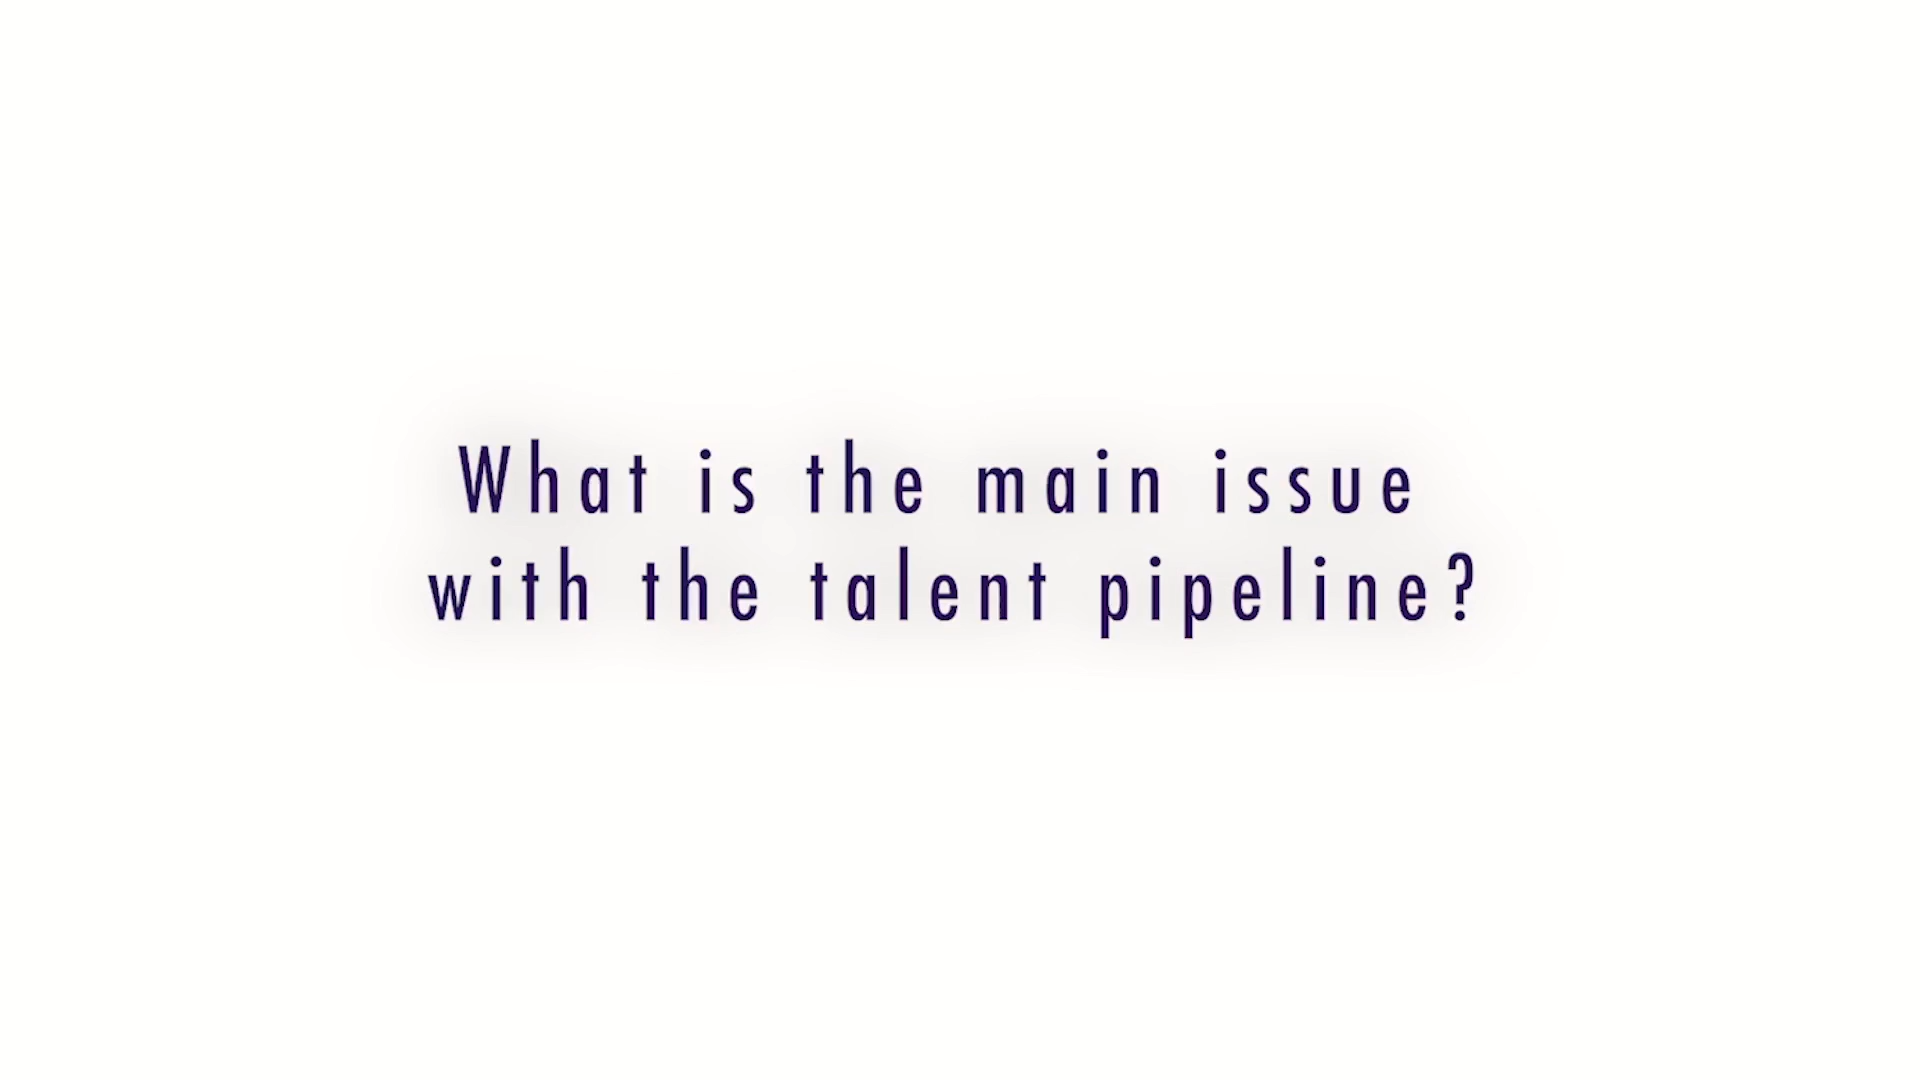 What is the main issue
with the talent pipeline?